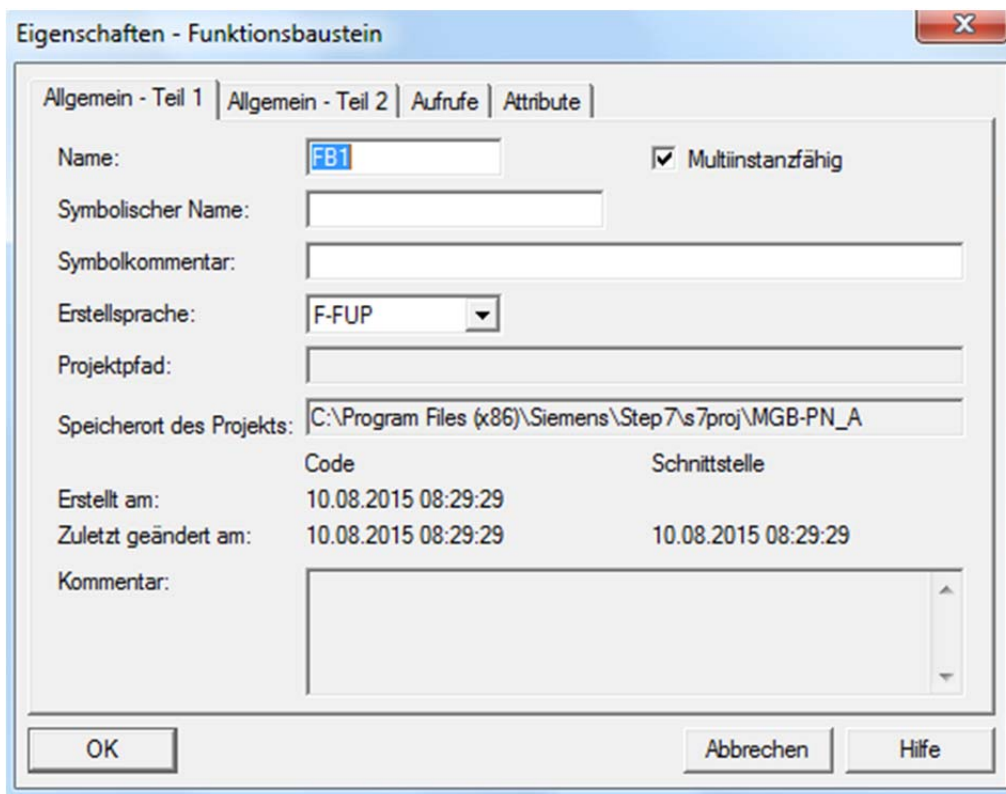 Eigenschaften - Funktionsbaustein
Allgemein - Teil 1 Allgemein - Teil 2 Aufrufe Attribute
Name: FB1 Multiinstanzfähig
Symbolischer Name:
Symbolkommentar:
Erstellsprache: F-FUP
Projektpfad:
Speicherort des Projekts: C:\Program Files (x86)\Siemens\Step7\s7proj\MGB-PN_A
Code Schnittstelle
Erstellt am: 10.08.2015 08:29:29
Zuletzt geändert am: 10.08.2015 08:29:29 10.08.2015 08:29:29
Kommentar:
OK Abbrechen Hilfe